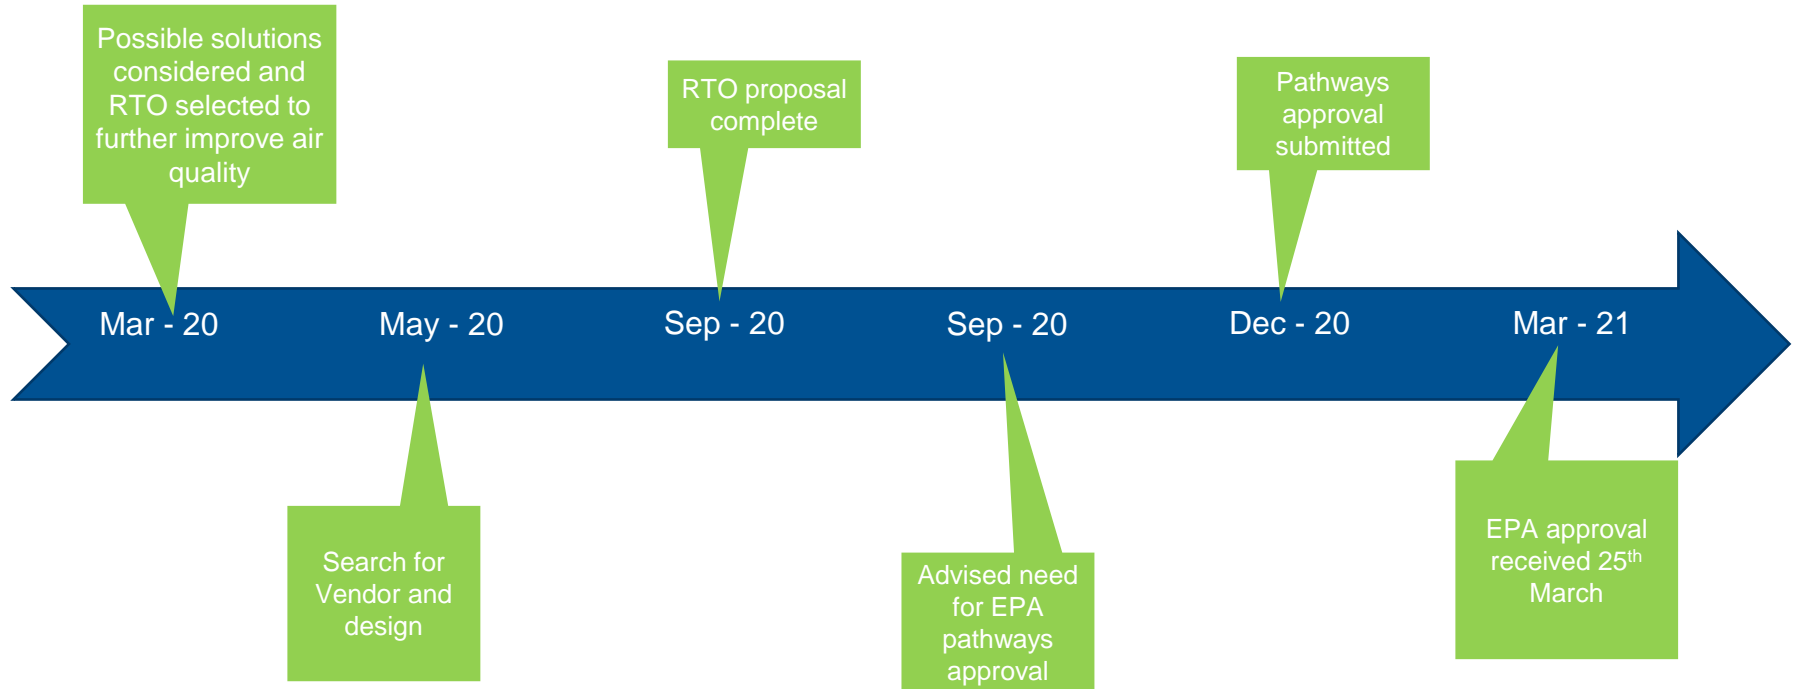 Possible solutions
considered and
RTO selected to
further improve air
quality
RTO proposal
complete
Pathways
approval
submitted
Mar - 20
May - 20
Sep - 20
Sep - 20
Dec - 20
Mar - 21
Search for
Vendor and
design
Advised need
for EPA
pathways
approval
EPA approval
received 25th
March